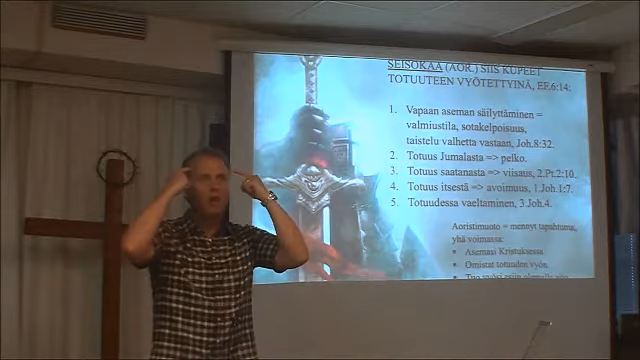 SEISOKAA (AOR.) SIIS KUPEET
TOTUUTEEN VYÖTETTYINÄ, EF.6:14:
1. Vapaan aseman säilyttäminen =
valmiustila, sotakelpoisuus,
taistelu valhetta vastaan, Joh.8:32.
2. Totuus Jumalasta => pelko.
3. Totuus saatanasta => viisaus, 2.Pt.2:10.
4. Totuus itsestä => avoimuus, 1.Joh.1:7.
5. Totuudessa vaeltaminen, 3.Joh.4.
Aoristimuoto = mennyt tapahtuma,
yhä voimassa:
• Asemasi Kristuksessa.
• Omistat totuuden vyön.